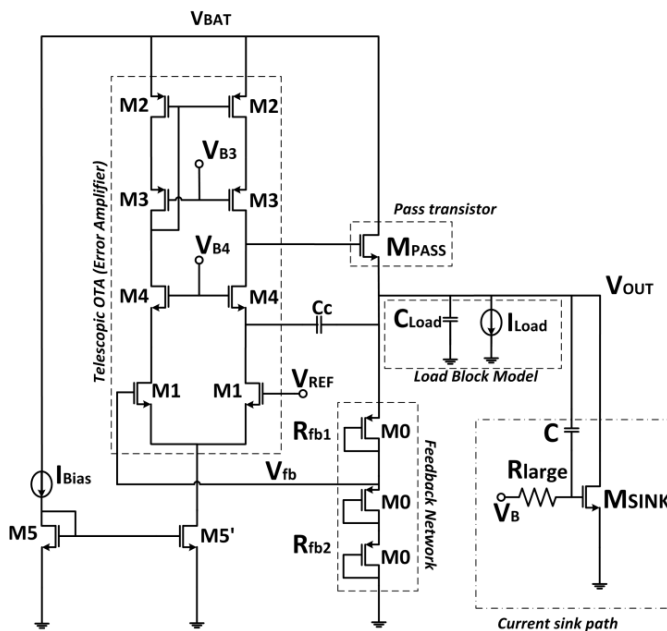 VBAT
M2
M2
VB3
M3
M3
Pass transistor
MPASS
VB4
M4
M4
Telescopic OTA (Error Amplifier)
Cc
VOUT
CLoad
ILoad
Load Block Model
M1
M1
VREF
Rfb1
M0
Vfb
M0
Rfb2
M0
Feedback Network
IBias
M5
M5'
C
Rlarge
VB
MSINK
Current sink path